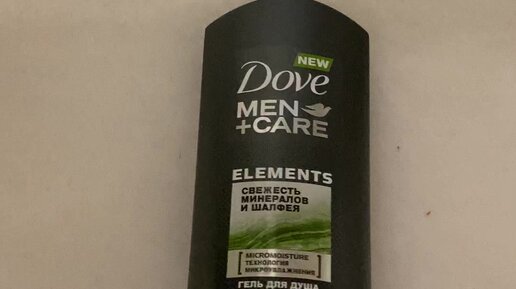 NEW
Dove
MEN
+CARE
ELEMENTS
СВЕЖЕСТЬ
МИНЕРАЛОВ
И ШАЛФЕЯ
MICROMOISTURE
ТЕХНОЛОГИЯ
МИКРОУВЛАЖНЕНИЯ
ГЕЛЬ ДЛЯ ДУША